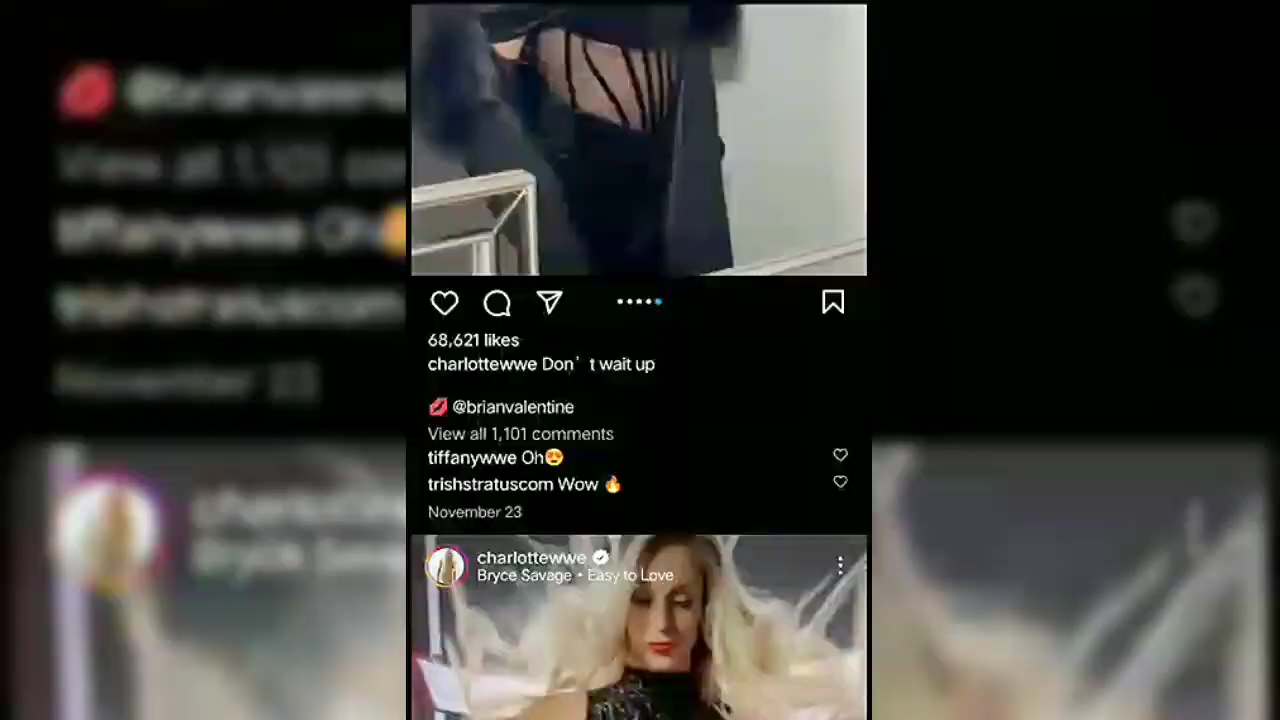 68,621 likes
charlottewwe Don't wait up
💋 @brianvalentine
View all 1,101 comments
tiffanywwe Oh😍
trishstratuscom Wow 🔥
November 23
charlottewwe
Bryce Savage • Easy to Love